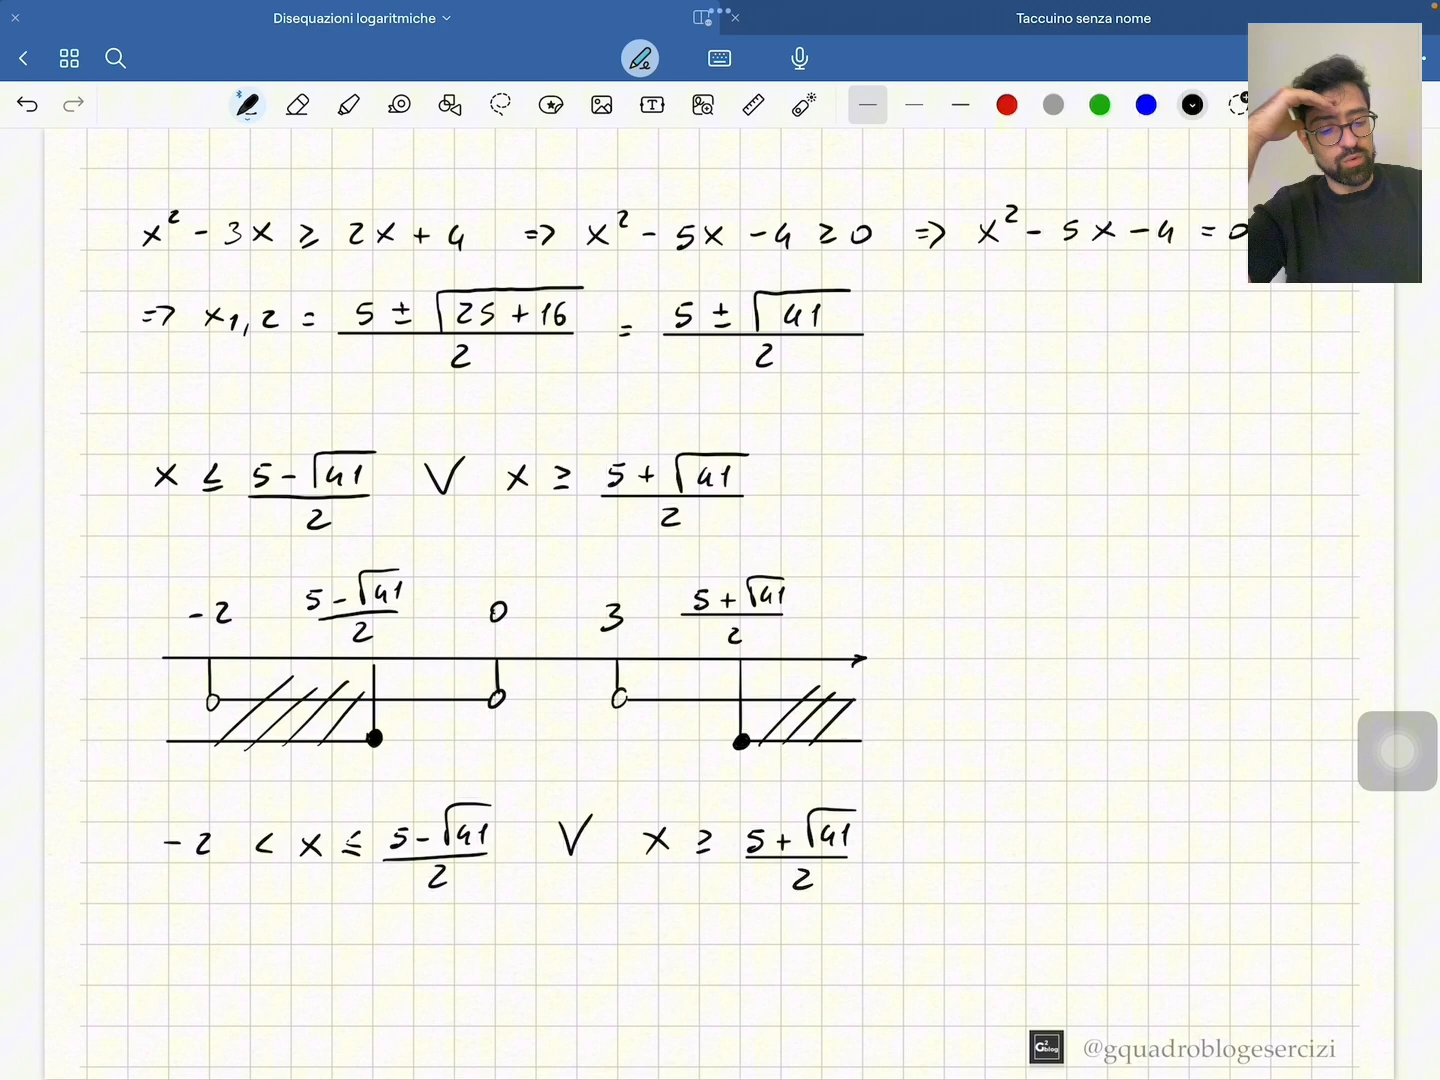 Disequazioni logaritmiche
Taccuino senza nome
x² - 3x ≥ 2x + 4 => x² - 5x - 4 ≥ 0 => x² - 5x - 4 = 0
=> x₁,₂ = (5 ± √(25 + 16))/2 = (5 ± √41)/2
x ≤ (5 - √41)/2 V x ≥ (5 + √41)/2
-2 (5 - √41)/2 0 3 (5 + √41)/2
-2 < x ≤ (5 - √41)/2 V x ≥ (5 + √41)/2
G² blog @gquadroblogesercizi